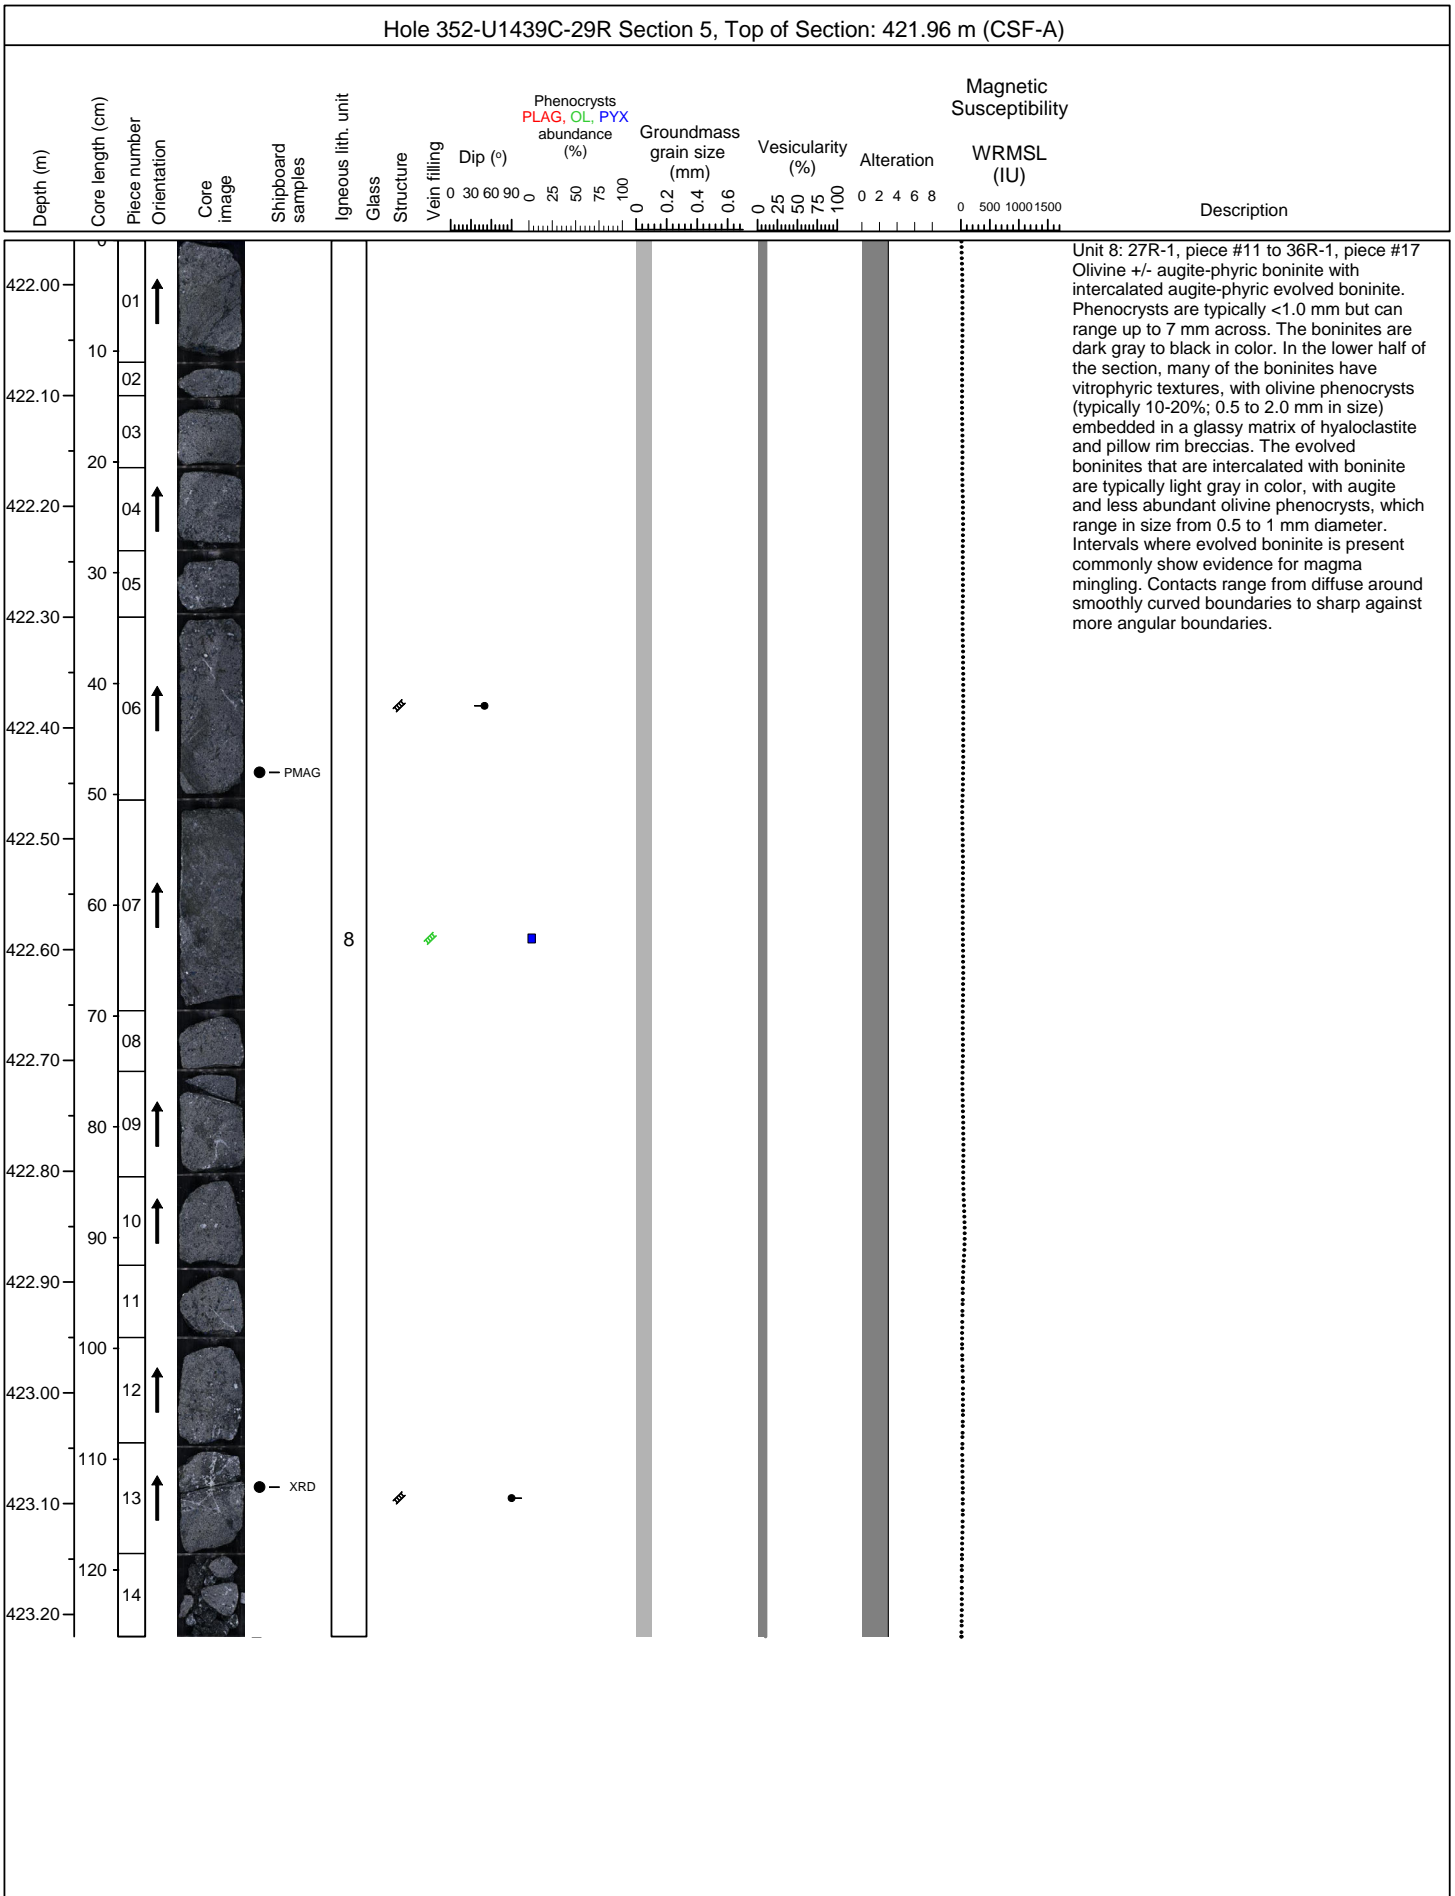 Hole 352-U1439C-29R Section 5, Top of Section: 421.96 m (CSF-A)
Depth (m)
Core length (cm)
Piece number
Orientation
Core
image
Shipboard
samples
Igneous lith. unit
Glass
Structure
Vein filling
Dip (°)
0 30 60 90
Phenocrysts
PLAG, OL, PYX
abundance
(%)
0 25 50 75 100
Groundmass
grain size
(mm)
0 0.2 0.4 0.6
Vesicularity
(%)
0 25 50 75 100
Alteration
0 2 4 6 8
Magnetic
Susceptibility
WRMSL
(IU)
0 500 1000 1500
Description
422.00
422.10
422.20
422.30
422.40
422.50
422.60
422.70
422.80
422.90
423.00
423.10
423.20
0
10
20
30
40
50
60
70
80
90
100
110
120
01
02
03
04
05
06
07
08
09
10
11
12
13
14
PMAG
XRD
8
Unit 8: 27R-1, piece #11 to 36R-1, piece #17
Olivine +/- augite-phyric boninite with
intercalated augite-phyric evolved boninite.
Phenocrysts are typically <1.0 mm but can
range up to 7 mm across. The boninites are
dark gray to black in color. In the lower half of
the section, many of the boninites have
vitrophyric textures, with olivine phenocrysts
(typically 10-20%; 0.5 to 2.0 mm in size)
embedded in a glassy matrix of hyaloclastite
and pillow rim breccias. The evolved
boninites that are intercalated with boninite
are typically light gray in color, with augite
and less abundant olivine phenocrysts, which
range in size from 0.5 to 1 mm diameter.
Intervals where evolved boninite is present
commonly show evidence for magma
mingling. Contacts range from diffuse around
smoothly curved boundaries to sharp against
more angular boundaries.